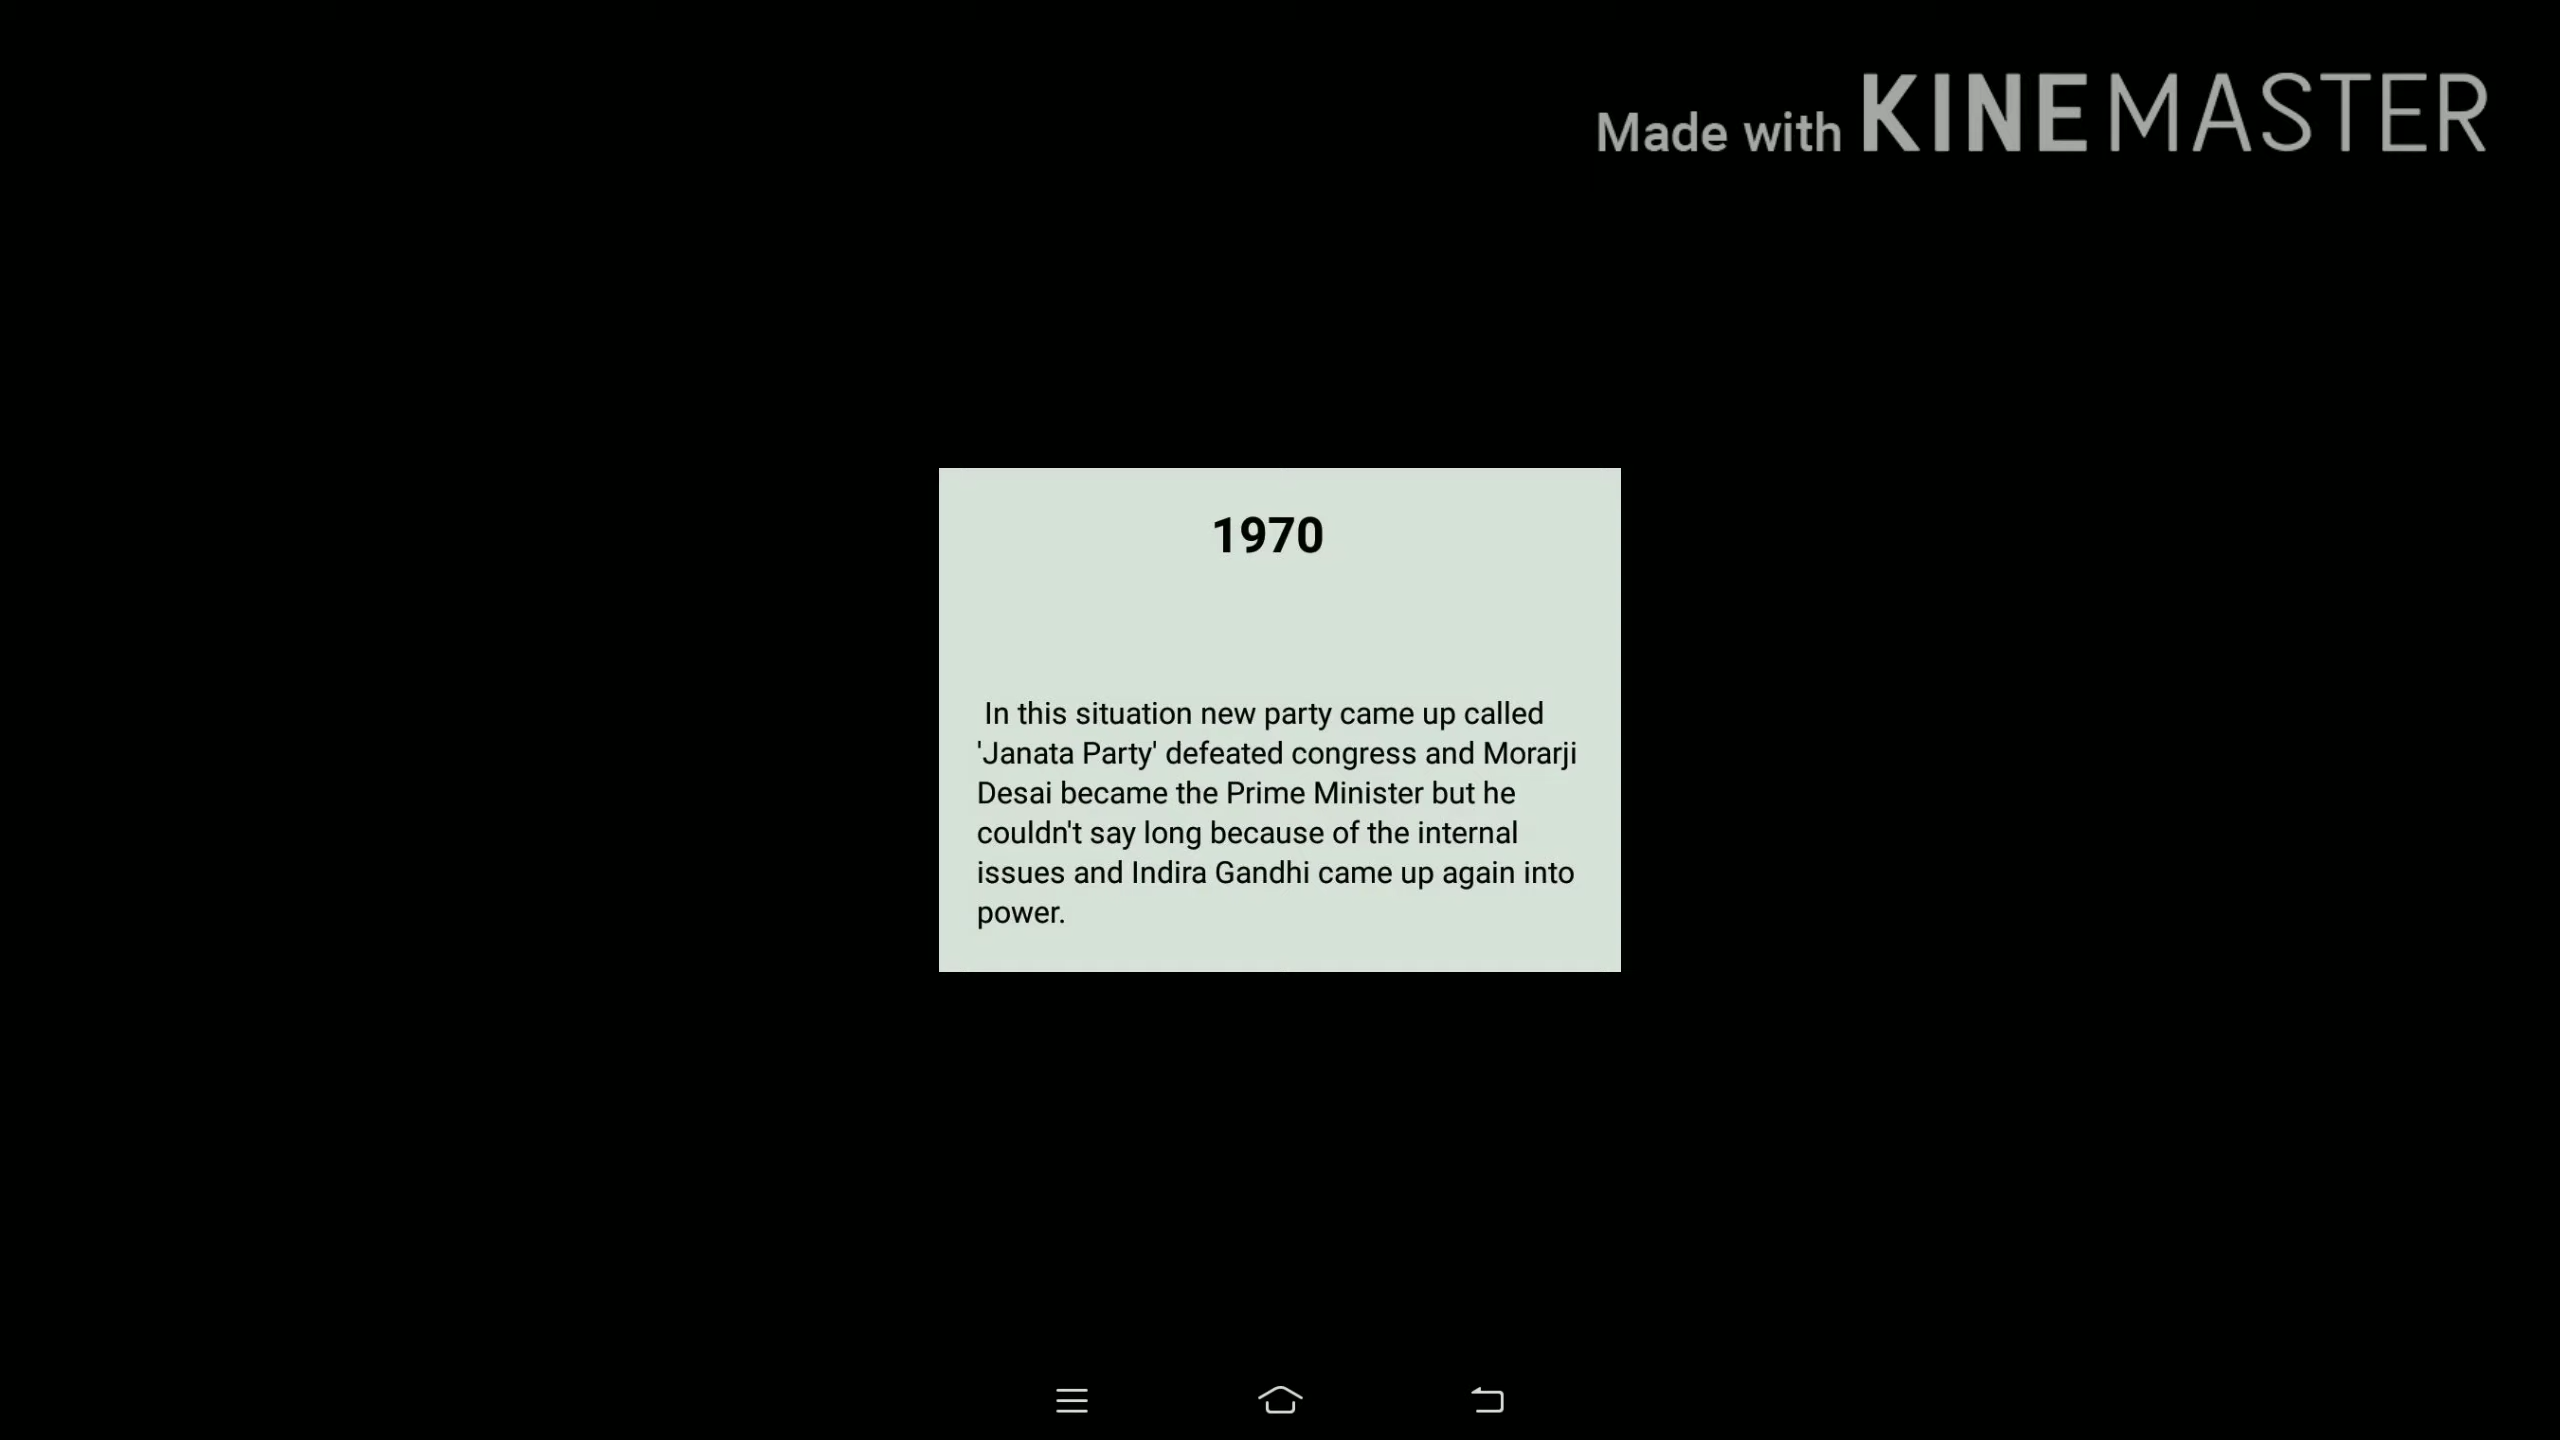 Made with KINEMASTER
1970
In this situation new party came up called
'Janata Party' defeated congress and Morarji
Desai became the Prime Minister but he
couldn't say long because of the internal
issues and Indira Gandhi came up again into
power.